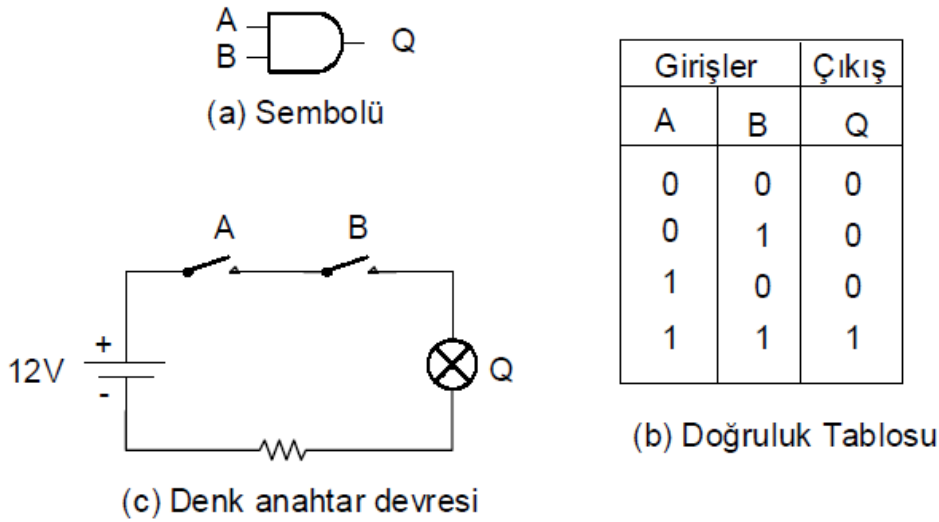 A
B
Q
(a) Sembolü
A B
12V
+
-
Q
(c) Denk anahtar devresi
Girişler Çıkış
A B Q
0 0 0
0 1 0
1 0 0
1 1 1
(b) Doğruluk Tablosu